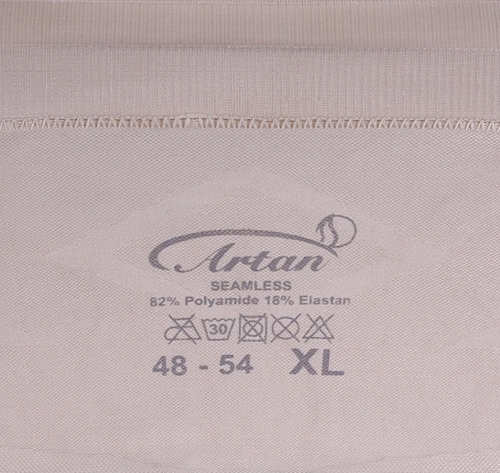 Artan
SEAMLESS
82% Polyamide 18% Elastan
30
48 - 54 XL